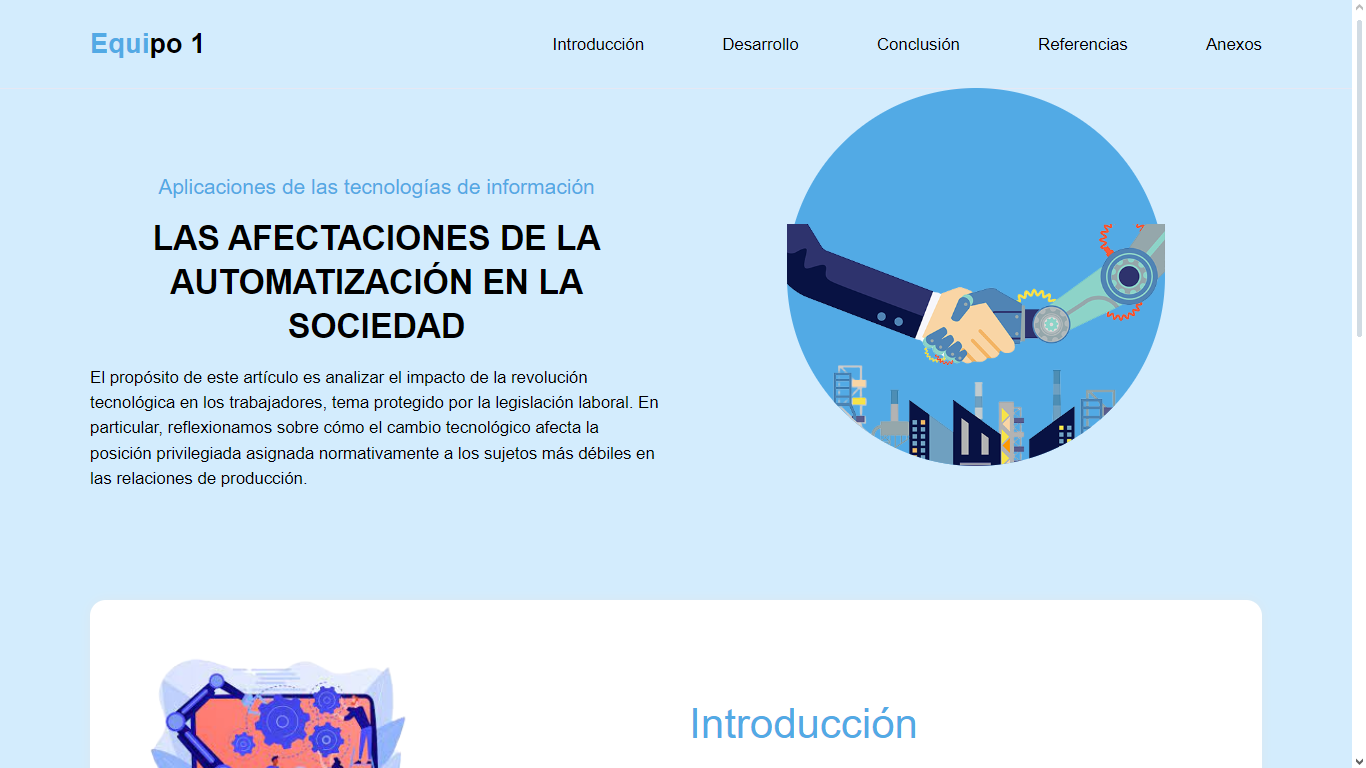 Equipo 1
Introducción
Desarrollo
Conclusión
Referencias
Anexos
Aplicaciones de las tecnologías de información
LAS AFECTACIONES DE LA
AUTOMATIZACIÓN EN LA
SOCIEDAD
El propósito de este artículo es analizar el impacto de la revolución
tecnológica en los trabajadores, tema protegido por la legislación laboral. En
particular, reflexionamos sobre cómo el cambio tecnológico afecta la
posición privilegiada asignada normativamente a los sujetos más débiles en
las relaciones de producción.
Introducción